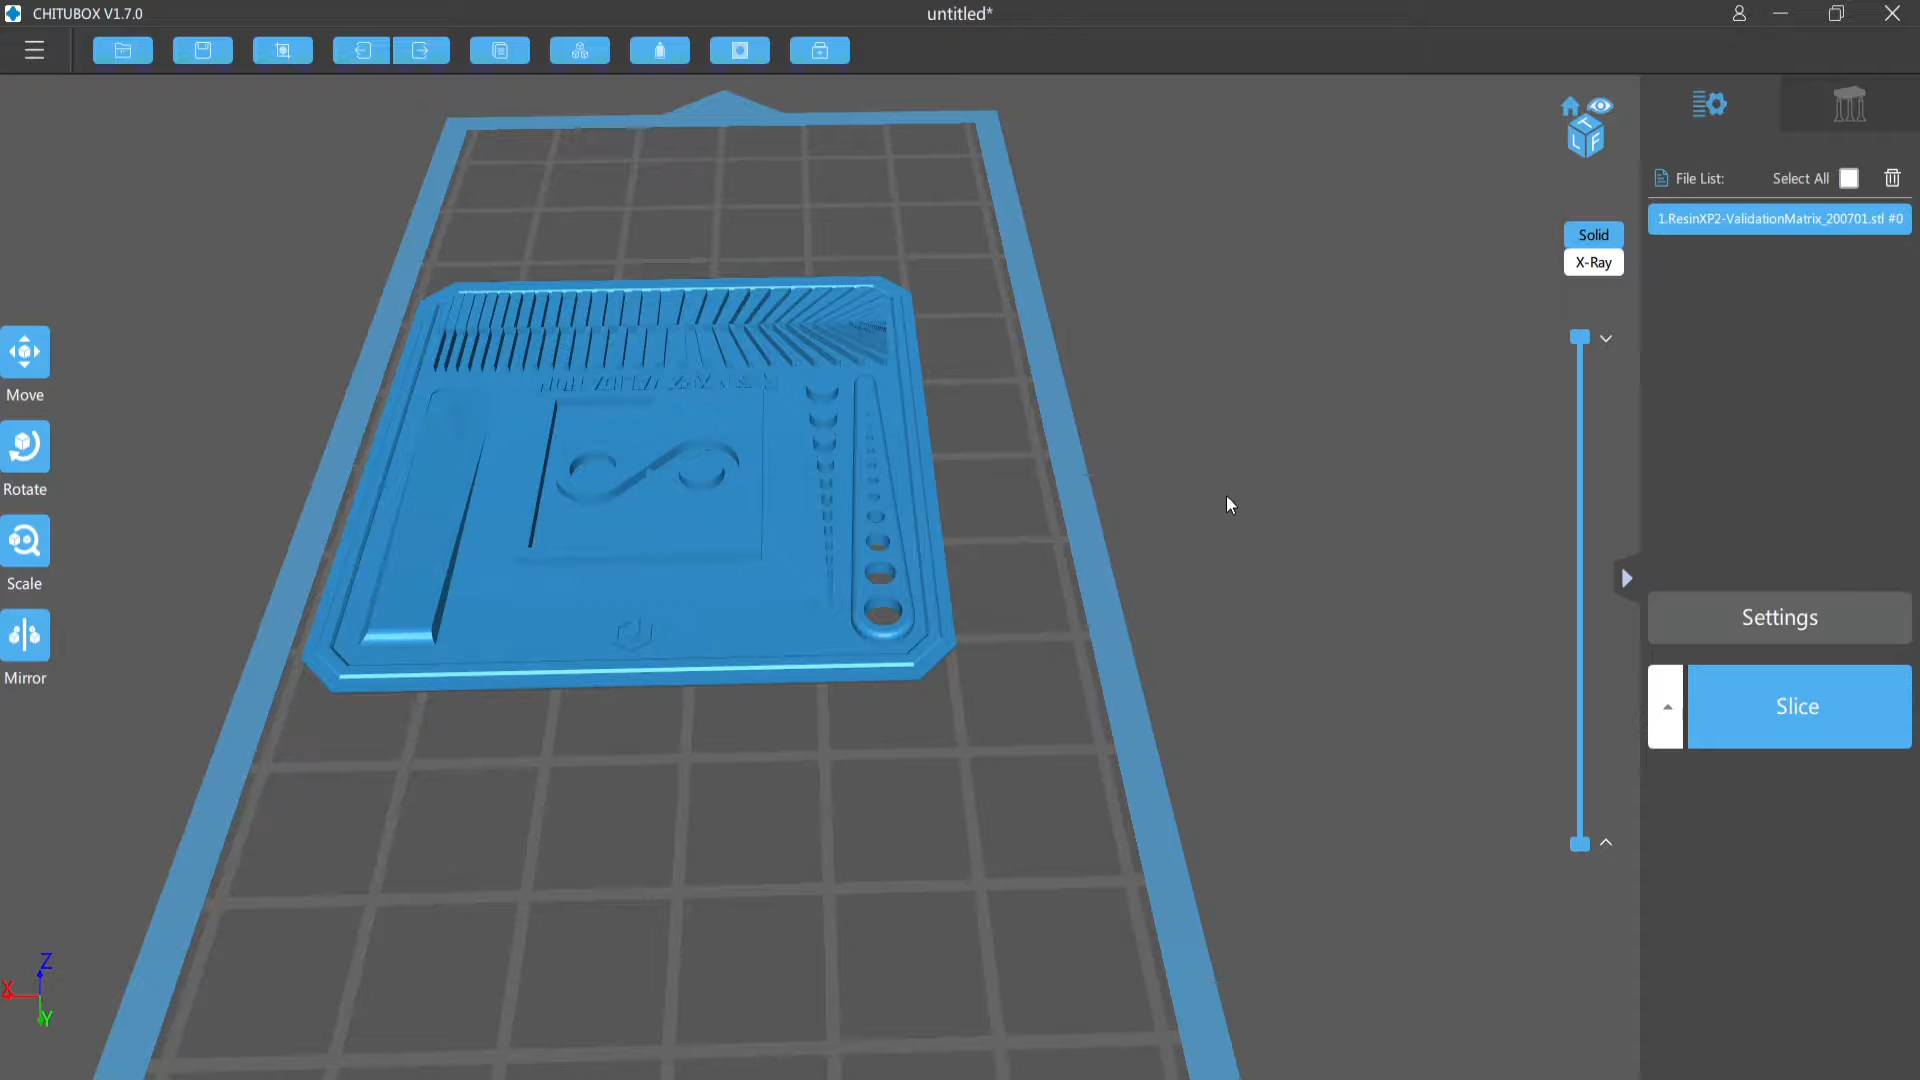 CHITUBOX V1.7.0
untitled*
T
L
F
File List:
Select All
1.ResinXP2-ValidationMatrix_200701.stl #0
Solid
X-Ray
Move
Rotate
Scale
Mirror
Settings
Slice
Z
X
Y